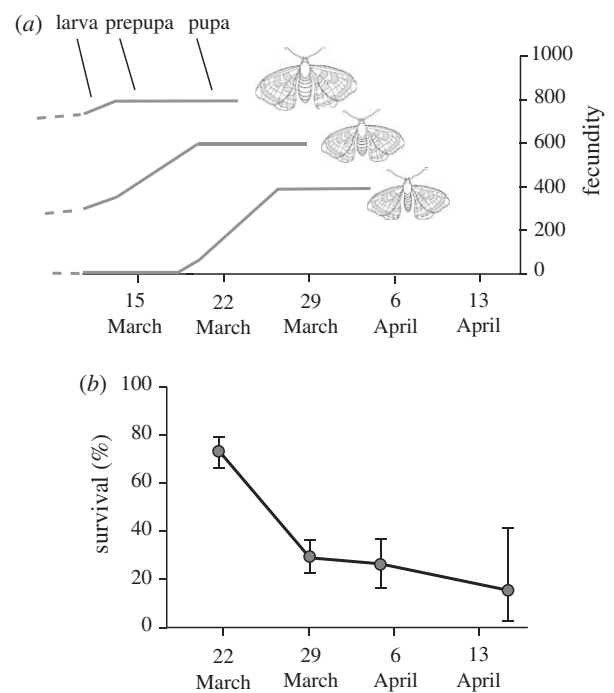 (a) larva prepupa pupa
1000
800
600
400
200
0
fecundity
15 22 29 6 13
March March March April April
(b) 100
80
60
40
20
0
survival (%)
22 29 6 13
March March April April